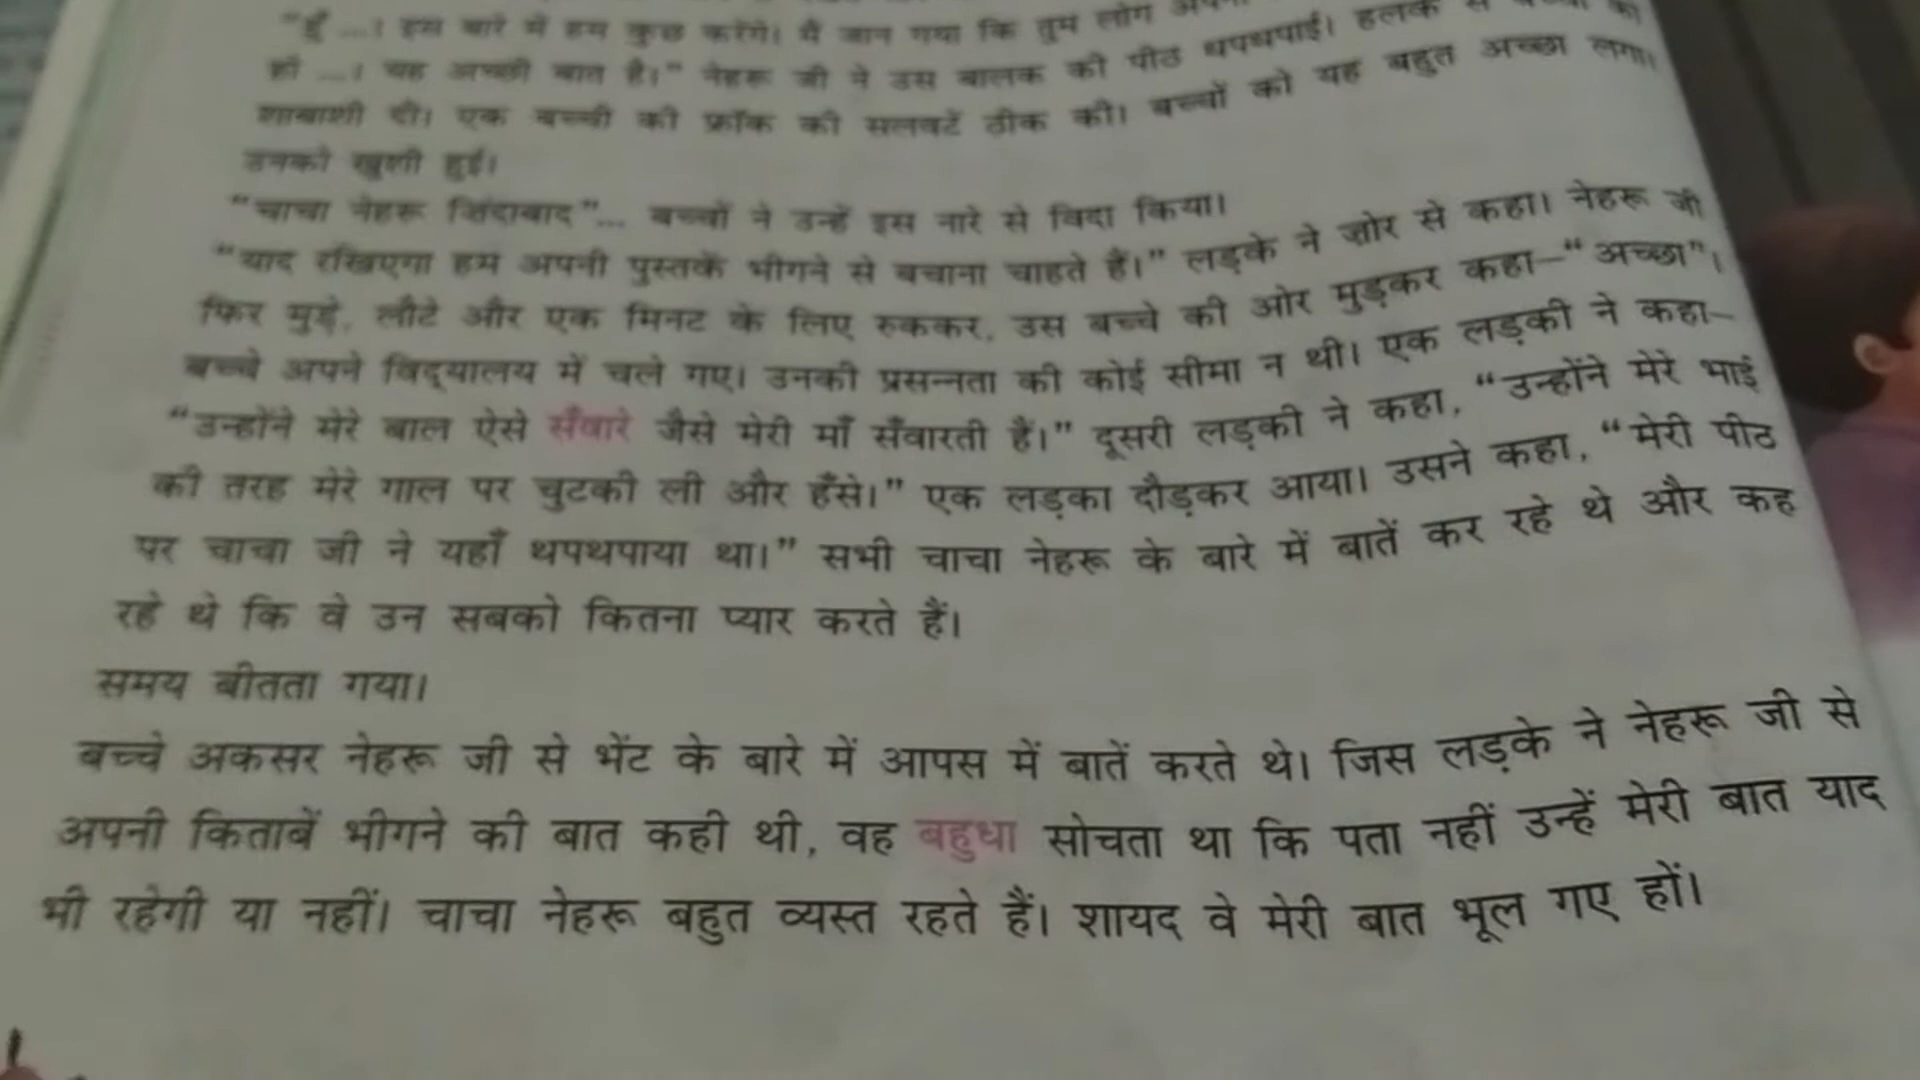 "हूँ ...। इस बारे में हम कुछ करेंगे। मैं जान गया कि तुम लोग
हो ...। यह अच्छी बात है।" नेहरू जी ने उस बालक की पीठ थपथपाई। हलके से
शाबाशी दी। एक बच्ची की फ्रॉक की सलवटें ठीक की। बच्चों को यह बहुत अच्छा लगा।
उनको खुशी हुई।
"चाचा नेहरू ज़िंदाबाद"... बच्चों ने उन्हें इस नारे से विदा किया।
"याद रखिएगा हम अपनी पुस्तकें भीगने से बचाना चाहते हैं।" लड़के ने ज़ोर से कहा। नेहरू जी
फिर मुड़े, लौटे और एक मिनट के लिए रुककर, उस बच्चे की ओर मुड़कर कहा—"अच्छा"।
बच्चे अपने विद्यालय में चले गए। उनकी प्रसन्नता की कोई सीमा न थी। एक लड़की ने कहा—
"उन्होंने मेरे बाल ऐसे सँवारे जैसे मेरी माँ सँवारती हैं।" दूसरी लड़की ने कहा, "उन्होंने मेरे भाई
की तरह मेरे गाल पर चुटकी ली और हँसे।" एक लड़का दौड़कर आया। उसने कहा, "मेरी पीठ
पर चाचा जी ने यहाँ थपथपाया था।" सभी चाचा नेहरू के बारे में बातें कर रहे थे और कह
रहे थे कि वे उन सबको कितना प्यार करते हैं।
समय बीतता गया।
बच्चे अकसर नेहरू जी से भेंट के बारे में आपस में बातें करते थे। जिस लड़के ने नेहरू जी से
अपनी किताबें भीगने की बात कही थी, वह बहुधा सोचता था कि पता नहीं उन्हें मेरी बात याद
भी रहेगी या नहीं। चाचा नेहरू बहुत व्यस्त रहते हैं। शायद वे मेरी बात भूल गए हों।